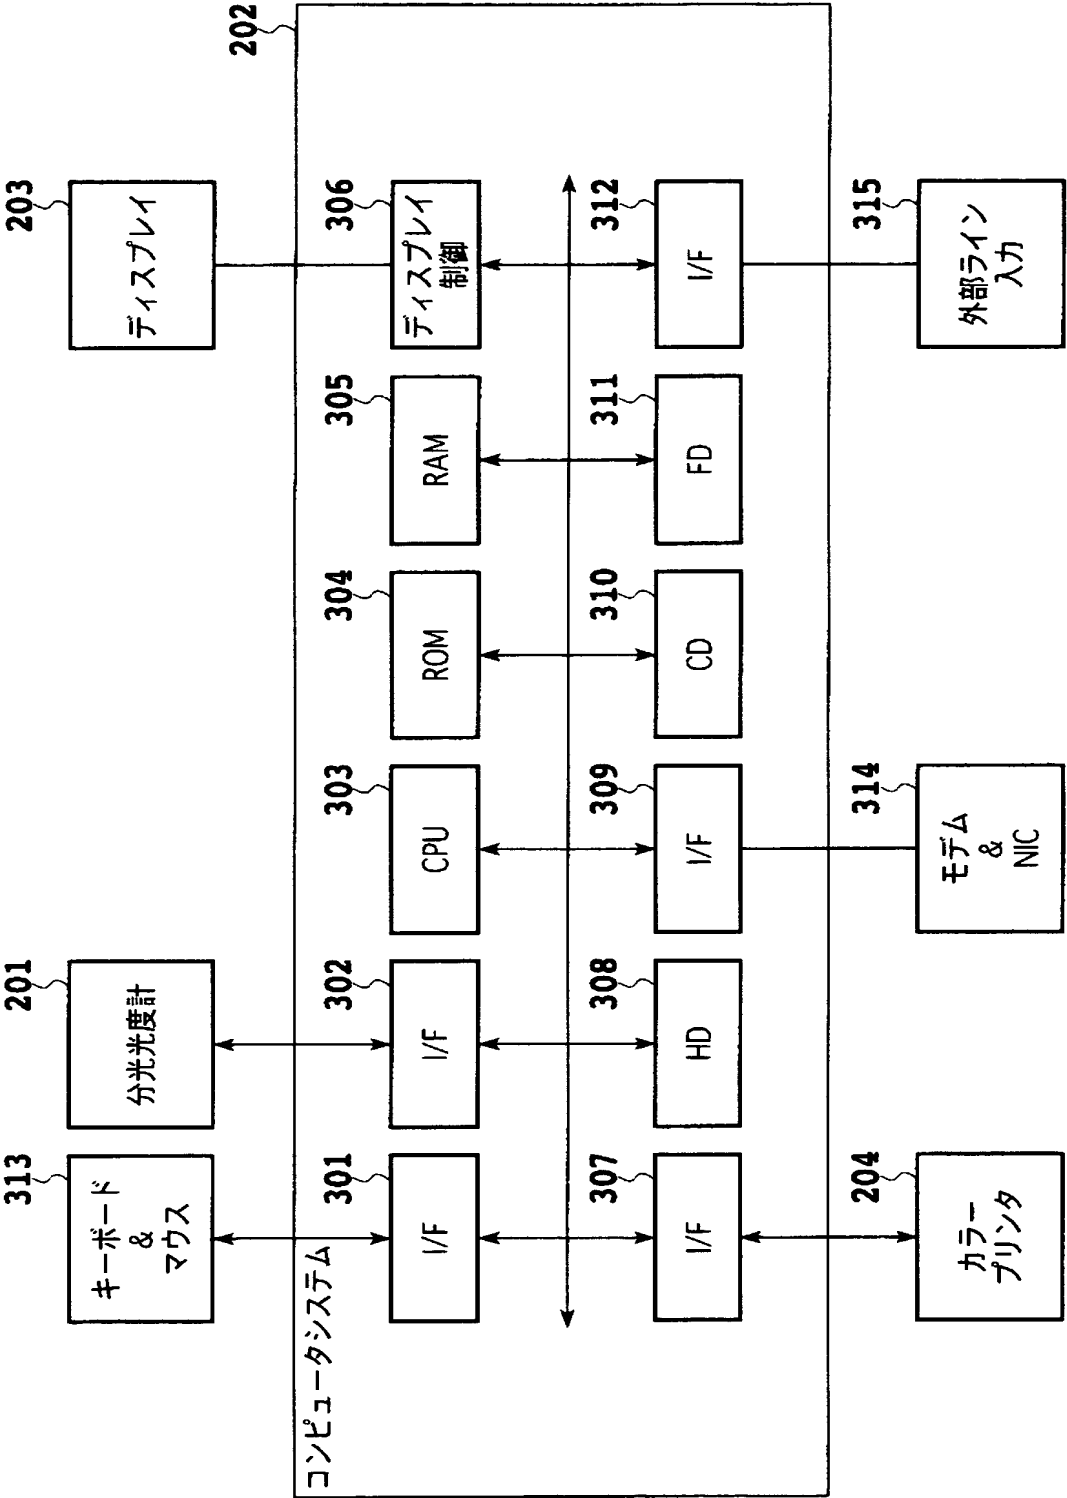 313
キーボード
&
マウス
201
分光光度計
203
ディスプレイ
コンピュータシステム
202
301
I/F
302
I/F
303
CPU
304
ROM
305
RAM
306
ディスプレイ
制御
307
I/F
308
HD
309
I/F
310
CD
311
FD
312
I/F
204
カラー
プリンタ
314
モデム
&
NIC
315
外部ライン
入力